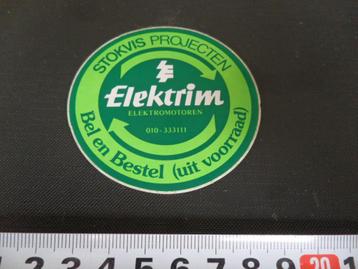 STOKVIS PROJECTEN
Elektrim
ELEKTROMOTOREN
010-333111
Bel en Bestel (uit voorraad)
1 2 3 4 5 6 7 8 9 10 1